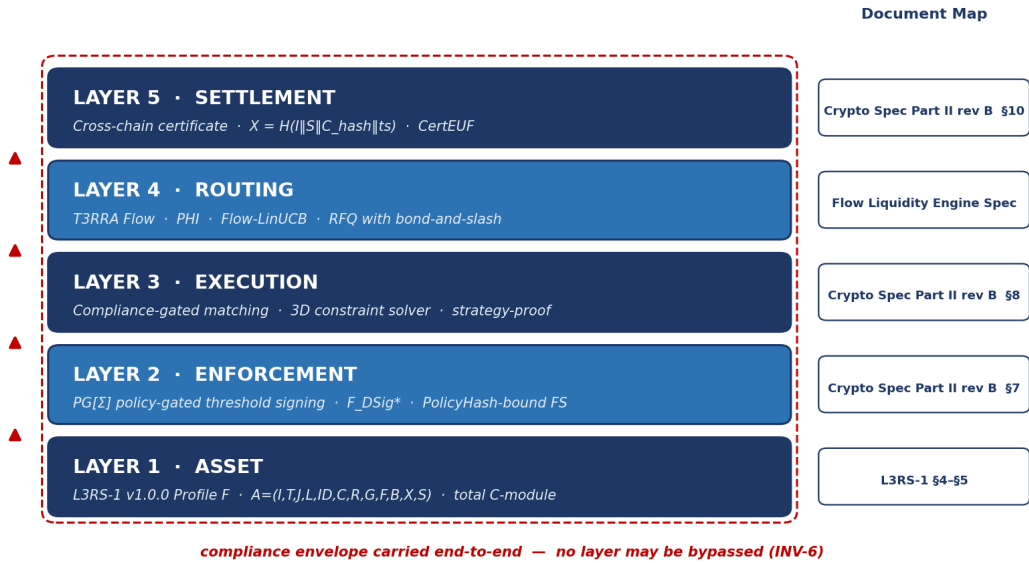 Document Map
LAYER 5 · SETTLEMENT
Cross-chain certificate · X = H(I‖S‖C_hash‖ts) · CertEUF
Crypto Spec Part II rev B §10
LAYER 4 · ROUTING
T3RRA Flow · PHI · Flow-LinUCB · RFQ with bond-and-slash
Flow Liquidity Engine Spec
LAYER 3 · EXECUTION
Compliance-gated matching · 3D constraint solver · strategy-proof
Crypto Spec Part II rev B §8
LAYER 2 · ENFORCEMENT
PG[Σ] policy-gated threshold signing · F_DSig* · PolicyHash-bound FS
Crypto Spec Part II rev B §7
LAYER 1 · ASSET
L3RS-1 v1.0.0 Profile F · A=(I,T,J,L,ID,C,R,G,F,B,X,S) · total C-module
L3RS-1 §4–§5
compliance envelope carried end-to-end — no layer may be bypassed (INV-6)